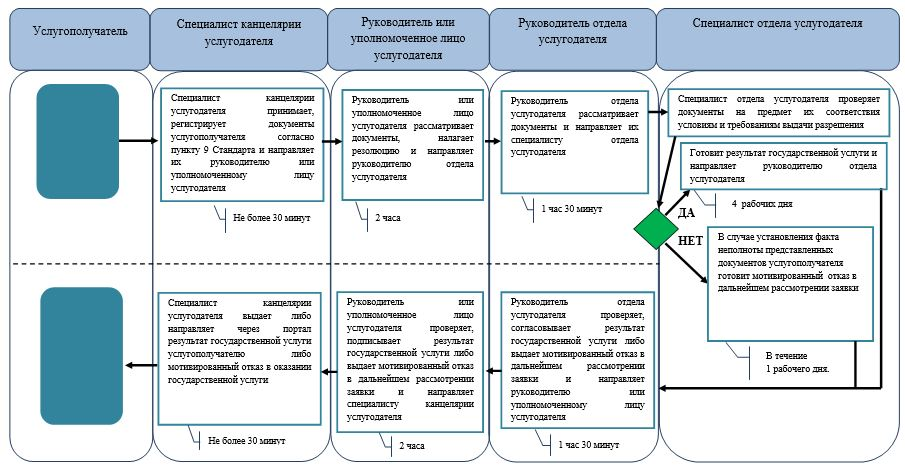 Услугополучатель
Специалист канцелярии
услугодателя
Руководитель или
уполномоченное лицо
услугодателя
Руководитель отдела
услугодателя
Специалист отдела услугодателя
Специалист канцелярии
услугодателя принимает,
регистрирует документы
услугополучателя согласно
пункту 9 Стандарта и направляет
их руководителю или
уполномоченному лицу
услугодателя
Не более 30 минут
Руководитель или
уполномоченное лицо
услугодателя рассматривает
документы, налагает
резолюцию и направляет
руководителю отдела
услугодателя
2 часа
Руководитель отдела
услугодателя рассматривает
документы и направляет их
специалисту отдела
услугодателя
1 час 30 минут
Специалист отдела услугодателя проверяет
документы на предмет их соответствия
условиям и требованиям выдачи разрешения
Готовит результат государственной услуги и
направляет руководителю отдела
услугодателя
4 рабочих дня
ДА
НЕТ
В случае установления факта
неполноты представленных
документов услугополучателя
готовит мотивированный отказ в
дальнейшем рассмотрении заявки
В течение
1 рабочего дня.
Специалист канцелярии
услугодателя выдает либо
направляет через портал
результат государственной услуги
услугополучателю либо
мотивированный отказ в оказании
государственной услуги
Не более 30 минут
Руководитель или
уполномоченное лицо
услугодателя проверяет,
подписывает результат
государственной услуги либо
выдает мотивированный отказ
в дальнейшем рассмотрении
заявки и направляет
специалисту канцелярии
услугодателя
2 часа
Руководитель отдела
услугодателя проверяет,
согласовывает результат
государственной услуги либо
выдает мотивированный отказ в
дальнейшем рассмотрении
заявки и направляет
руководителю или
уполномоченному лицу
услугодателя
1 час 30 минут